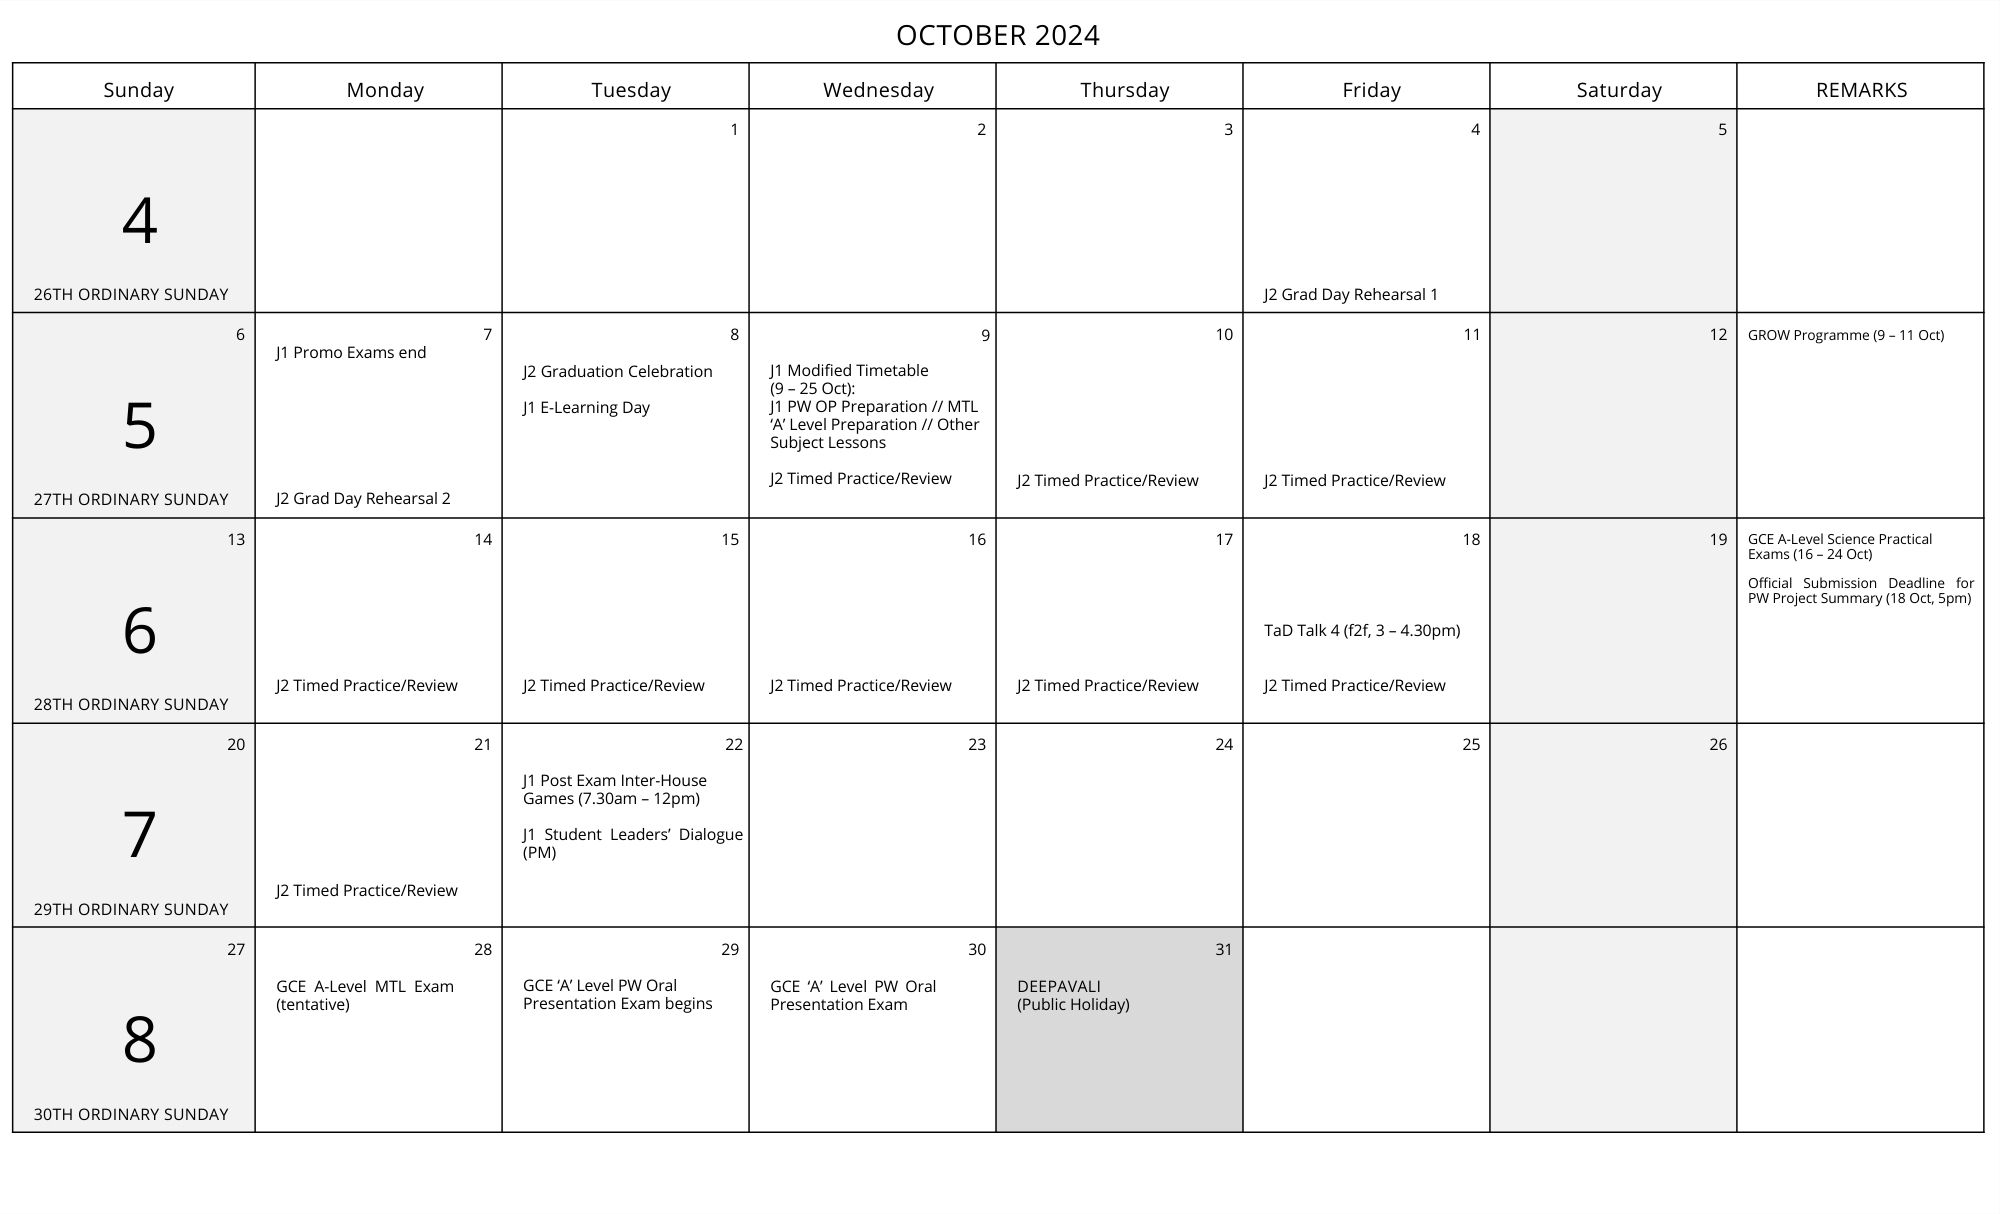 OCTOBER 2024
Sunday Monday Tuesday Wednesday Thursday Friday Saturday REMARKS
4
26TH ORDINARY SUNDAY
1
2
3
4
J2 Grad Day Rehearsal 1
5
6
5
27TH ORDINARY SUNDAY
7
J1 Promo Exams end
J2 Grad Day Rehearsal 2
8
J2 Graduation Celebration
J1 E-Learning Day
9
J1 Modified Timetable
(9 – 25 Oct):
J1 PW OP Preparation // MTL
‘A’ Level Preparation // Other
Subject Lessons
J2 Timed Practice/Review
10
J2 Timed Practice/Review
11
J2 Timed Practice/Review
12
GROW Programme (9 – 11 Oct)
13
6
28TH ORDINARY SUNDAY
14
J2 Timed Practice/Review
15
J2 Timed Practice/Review
16
J2 Timed Practice/Review
17
J2 Timed Practice/Review
18
TaD Talk 4 (f2f, 3 – 4.30pm)
J2 Timed Practice/Review
19
GCE A-Level Science Practical
Exams (16 – 24 Oct)
Official Submission Deadline for
PW Project Summary (18 Oct, 5pm)
20
7
29TH ORDINARY SUNDAY
21
J2 Timed Practice/Review
22
J1 Post Exam Inter-House
Games (7.30am – 12pm)
J1 Student Leaders’ Dialogue
(PM)
23
24
25
26
27
8
30TH ORDINARY SUNDAY
28
GCE A-Level MTL Exam
(tentative)
29
GCE ‘A’ Level PW Oral
Presentation Exam begins
30
GCE ‘A’ Level PW Oral
Presentation Exam
31
DEEPAVALI
(Public Holiday)